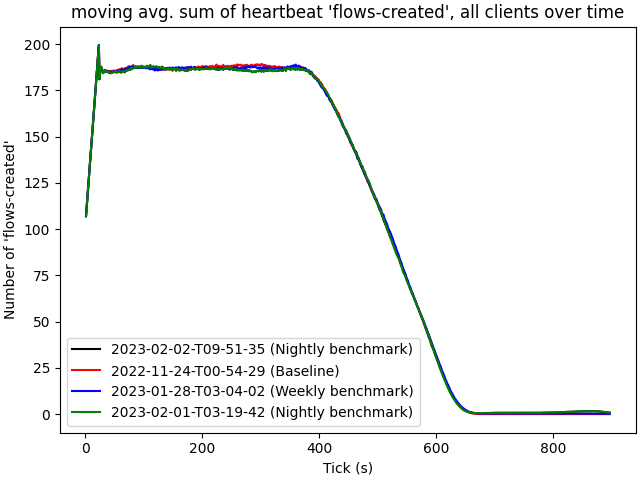 moving avg. sum of heartbeat 'flows-created', all clients over time
Number of 'flows-created'
200
175
150
125
100
75
50
25
0
2023-02-02-T09-51-35 (Nightly benchmark)
2022-11-24-T00-54-29 (Baseline)
2023-01-28-T03-04-02 (Weekly benchmark)
2023-02-01-T03-19-42 (Nightly benchmark)
0 200 400 600 800
Tick (s)